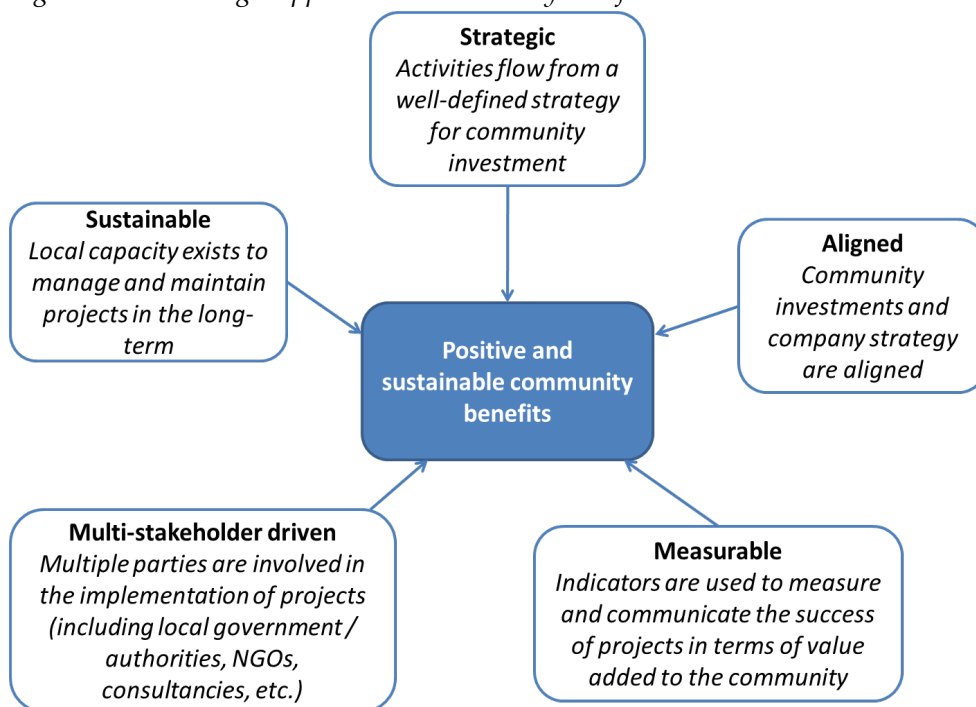 Strategic
Activities flow from a
well-defined strategy
for community
investment
Sustainable
Local capacity exists to
manage and maintain
projects in the long-
term
Aligned
Community
investments and
company strategy
are aligned
Positive and
sustainable community
benefits
Multi-stakeholder driven
Multiple parties are involved in
the implementation of projects
(including local government /
authorities, NGOs,
consultancies, etc.)
Measurable
Indicators are used to measure
and communicate the success
of projects in terms of value
added to the community